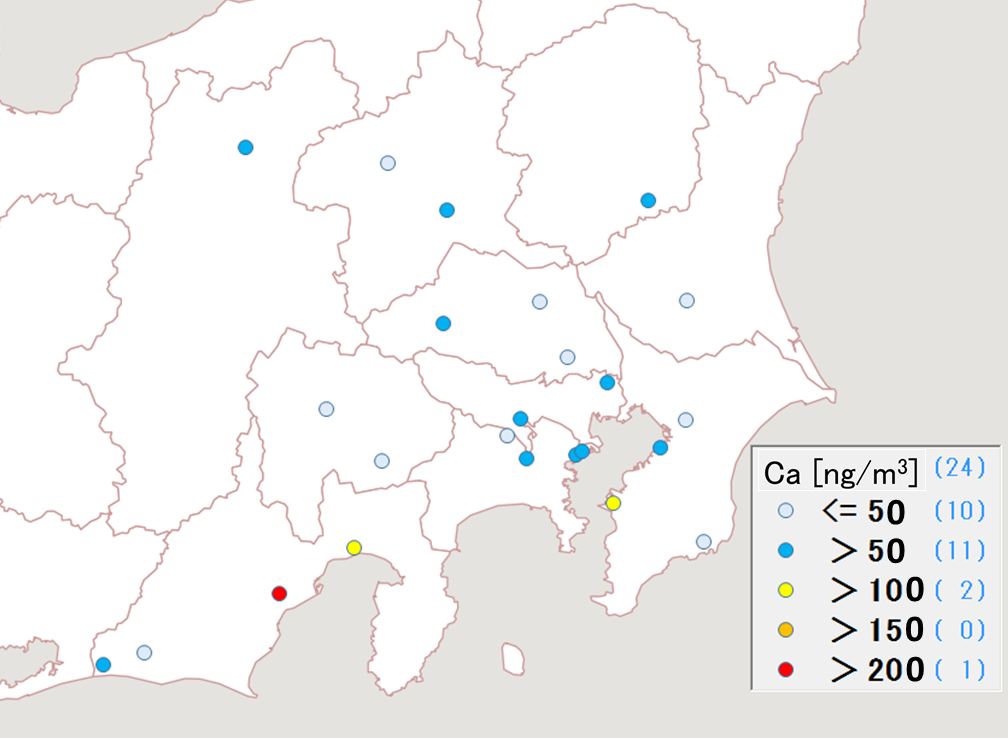 Ca [ng/m³] (24)
<= 50 (10)
> 50 (11)
> 100 ( 2)
> 150 ( 0)
> 200 ( 1)